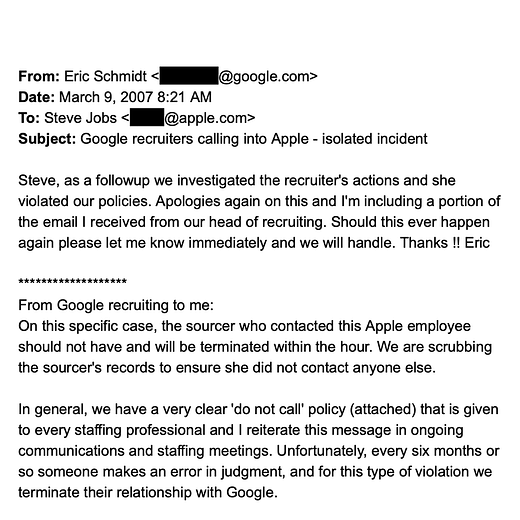 From: Eric Schmidt < @google.com>
Date: March 9, 2007 8:21 AM
To: Steve Jobs < @apple.com>
Subject: Google recruiters calling into Apple - isolated incident
Steve, as a followup we investigated the recruiter's actions and she
violated our policies. Apologies again on this and I'm including a portion of
the email I received from our head of recruiting. Should this ever happen
again please let me know immediately and we will handle. Thanks !! Eric
*******************
From Google recruiting to me:
On this specific case, the sourcer who contacted this Apple employee
should not have and will be terminated within the hour. We are scrubbing
the sourcer's records to ensure she did not contact anyone else.
In general, we have a very clear 'do not call' policy (attached) that is given
to every staffing professional and I reiterate this message in ongoing
communications and staffing meetings. Unfortunately, every six months or
so someone makes an error in judgment, and for this type of violation we
terminate their relationship with Google.